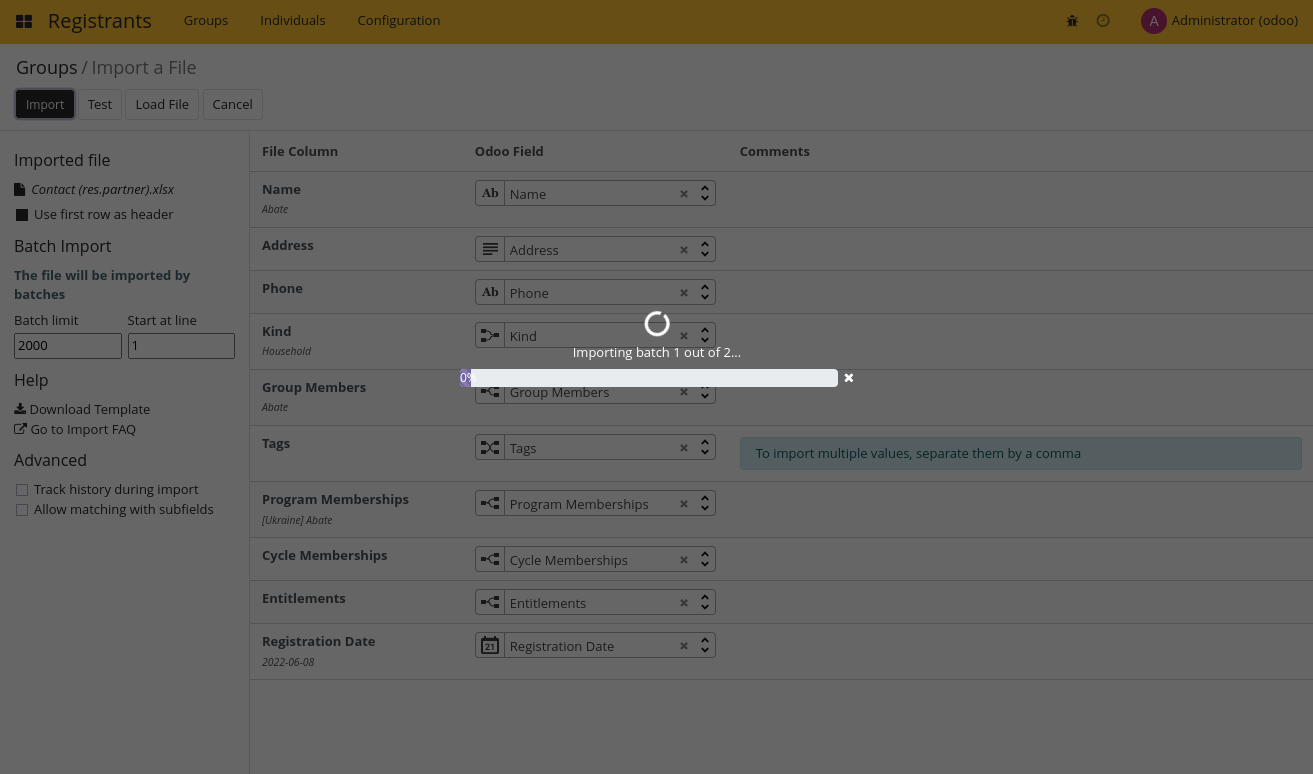 Registrants
Groups
Individuals
Configuration
A
Administrator (odoo)
Groups / Import a File
Import
Test
Load File
Cancel
Imported file
Contact (res.partner).xlsx
Use first row as header
Batch Import
The file will be imported by
batches
Batch limit
Start at line
2000
1
Help
Download Template
Go to Import FAQ
Advanced
Track history during import
Allow matching with subfields
File Column
Odoo Field
Comments
Name
Abate
Ab
Name
Address
Address
Phone
Ab
Phone
Kind
Household
Kind
Importing batch 1 out of 2...
0%
Group Members
Abate
Group Members
Tags
Tags
To import multiple values, separate them by a comma
Program Memberships
[Ukraine] Abate
Program Memberships
Cycle Memberships
Cycle Memberships
Entitlements
Entitlements
Registration Date
2022-06-08
21
Registration Date